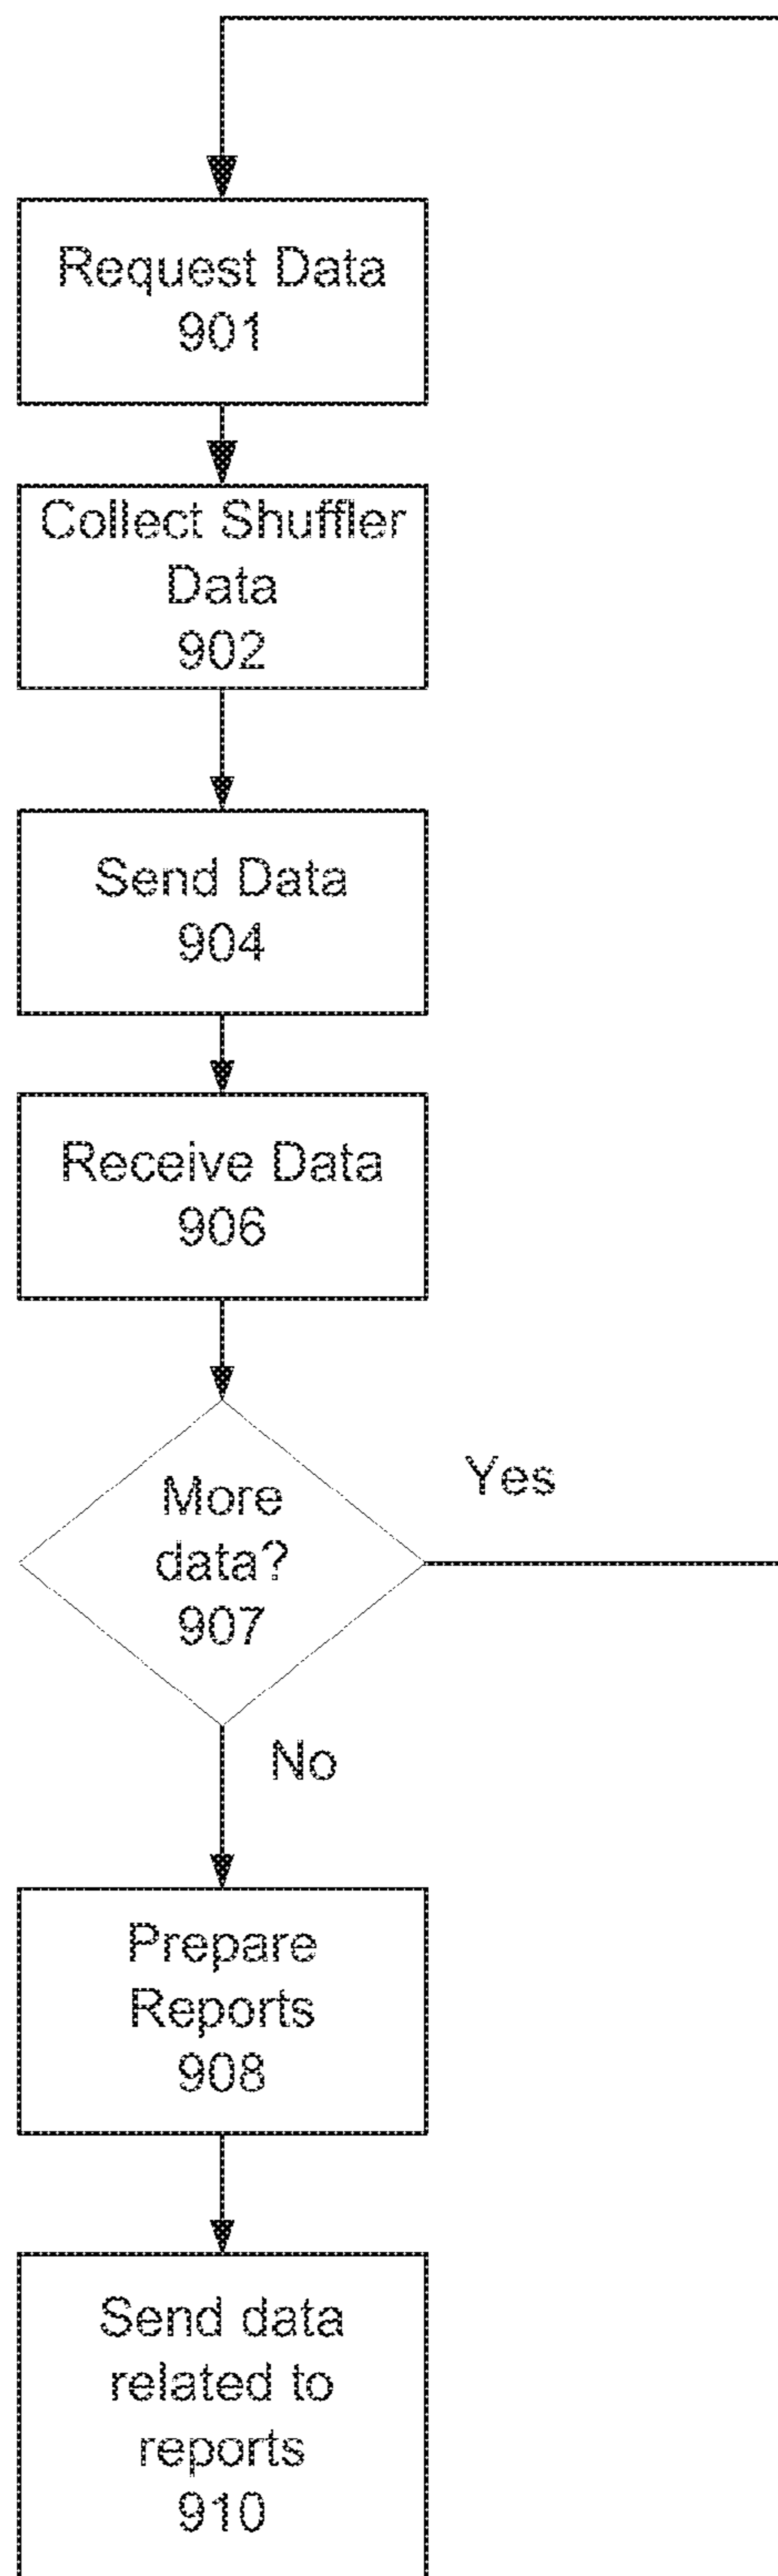 Request Data
901
Collect Shuffler
Data
902
Send Data
904
Receive Data
906
More
data?
907
Yes
No
Prepare
Reports
908
Send data
related to
reports
910